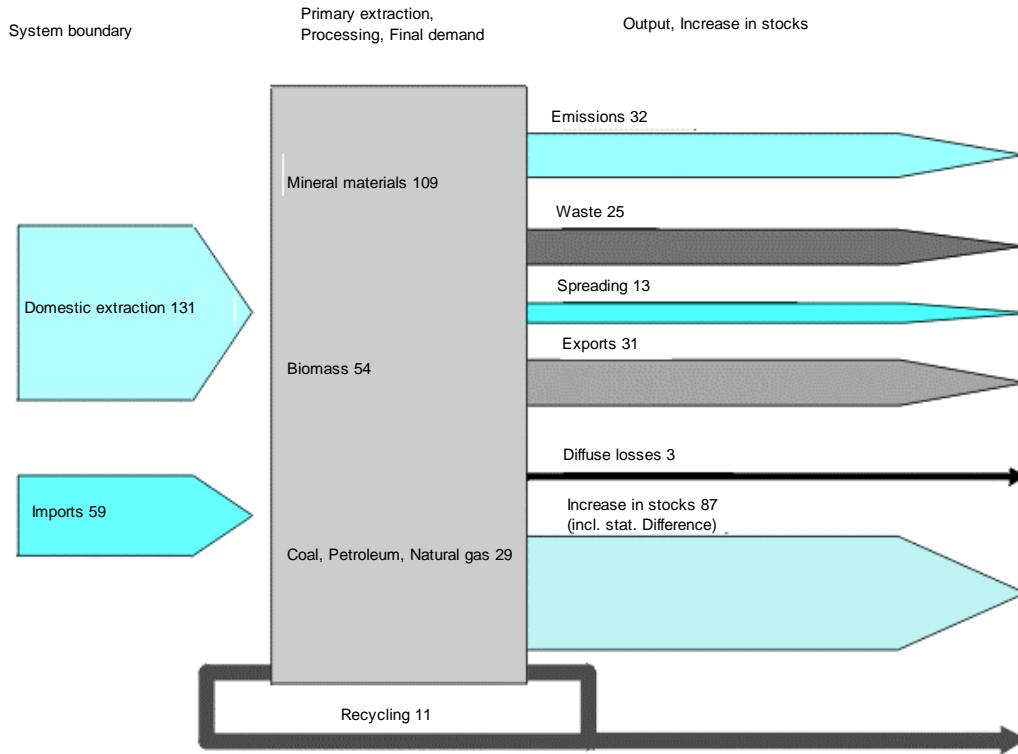 System boundary
Primary extraction,
Processing, Final demand
Output, Increase in stocks
Emissions 32
Mineral materials 109
Waste 25
Domestic extraction 131
Spreading 13
Exports 31
Biomass 54
Diffuse losses 3
Imports 59
Increase in stocks 87
(incl. stat. Difference)
Coal, Petroleum, Natural gas 29
Recycling 11